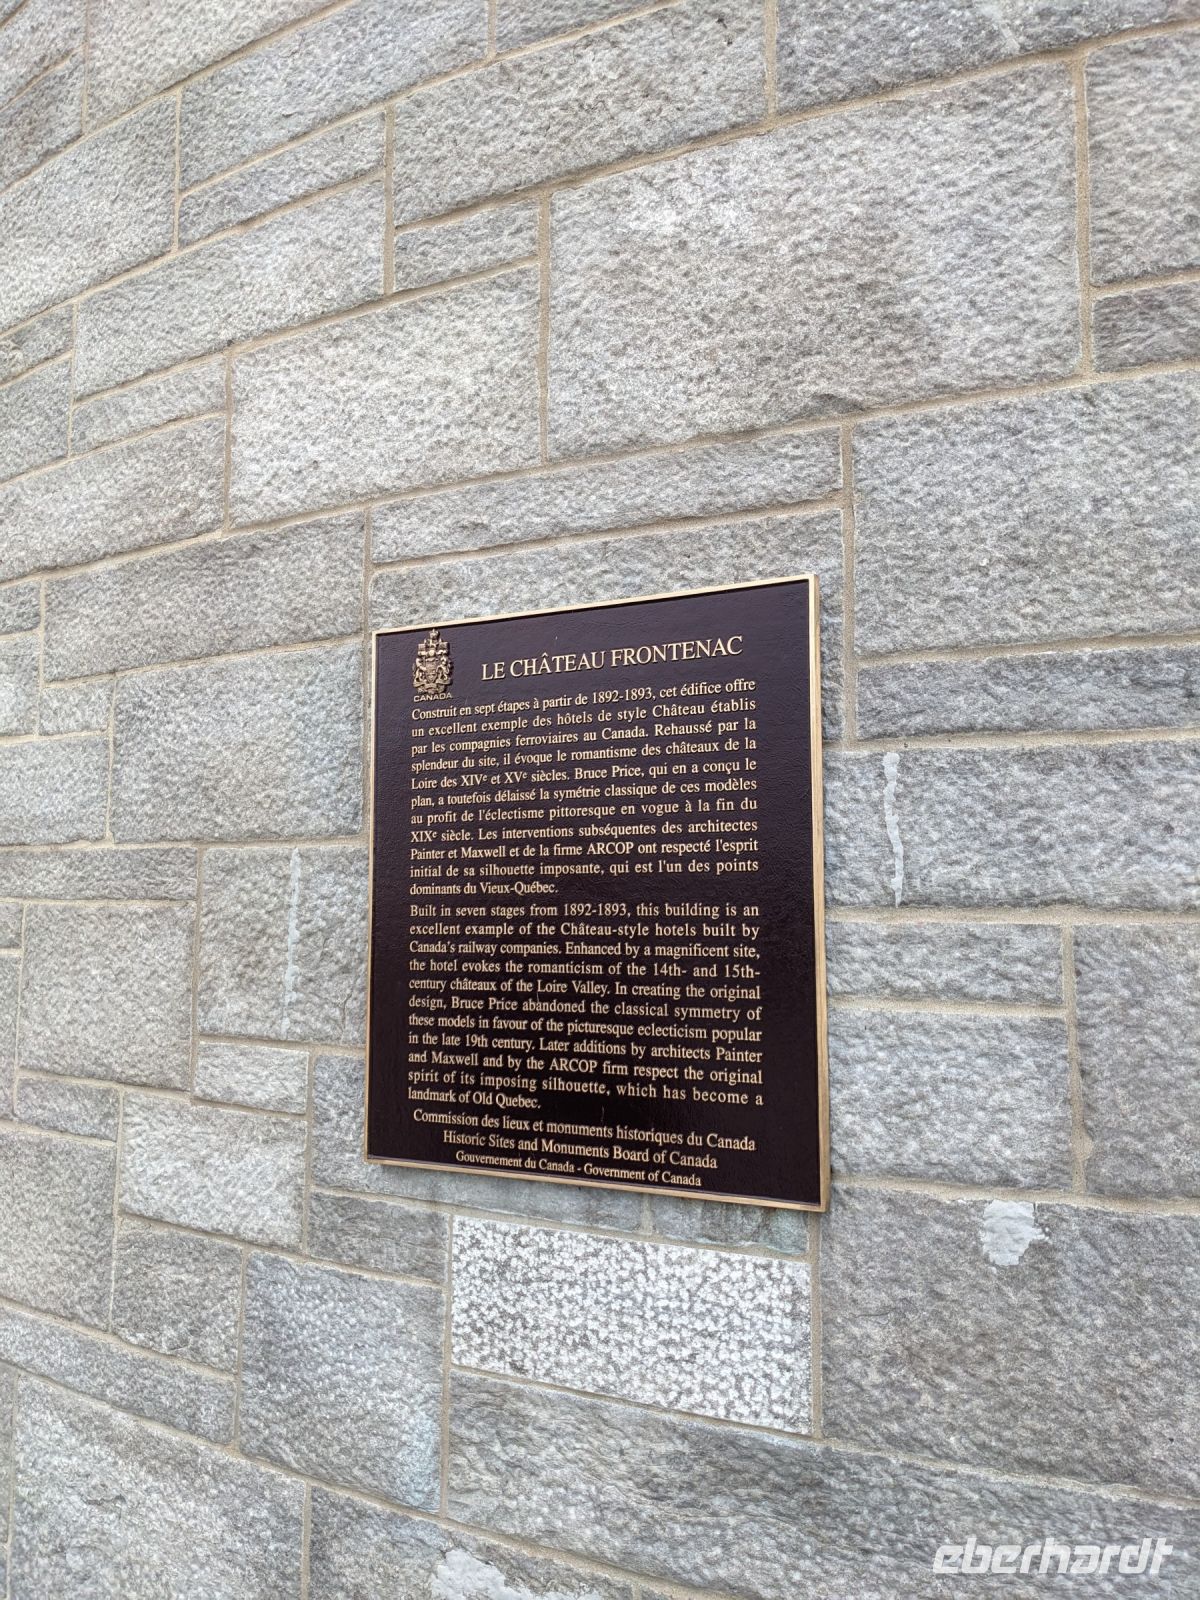 CANADA
LE CHÂTEAU FRONTENAC
Construit en sept étapes à partir de 1892-1893, cet édifice offre
un excellent exemple des hôtels de style Château établis
par les compagnies ferroviaires au Canada. Rehaussé par la
splendeur du site, il évoque le romantisme des châteaux de la
Loire des XIVe et XVe siècles. Bruce Price, qui en a conçu le
plan, a toutefois délaissé la symétrie classique de ces modèles
au profit de l'éclectisme pittoresque en vogue à la fin du
XIXe siècle. Les interventions subséquentes des architectes
Painter et Maxwell et de la firme ARCOP ont respecté l'esprit
initial de sa silhouette imposante, qui est l'un des points
dominants du Vieux-Québec.
Built in seven stages from 1892-1893, this building is an
excellent example of the Château-style hotels built by
Canada's railway companies. Enhanced by a magnificent site,
the hotel evokes the romanticism of the 14th- and 15th-
century châteaux of the Loire Valley. In creating the original
design, Bruce Price abandoned the classical symmetry of
these models in favour of the picturesque eclecticism popular
in the late 19th century. Later additions by architects Painter
and Maxwell and by the ARCOP firm respect the original
spirit of its imposing silhouette, which has become a
landmark of Old Quebec.
Commission des lieux et monuments historiques du Canada
Historic Sites and Monuments Board of Canada
Gouvernement du Canada - Government of Canada
eberhardt